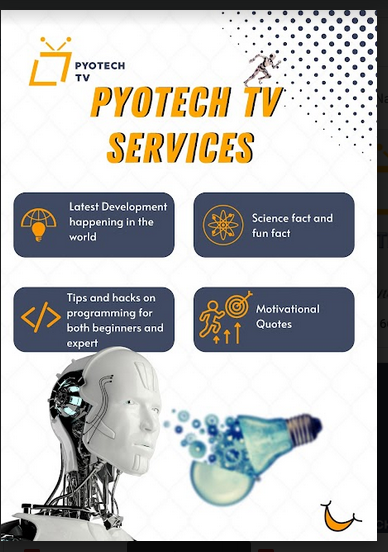 PYOTECH
TV
PYOTECH TV
SERVICES
Latest Development
happening in the
world
Science fact and
fun fact
Tips and hacks on
programming for
both beginners and
expert
Motivational
Quotes